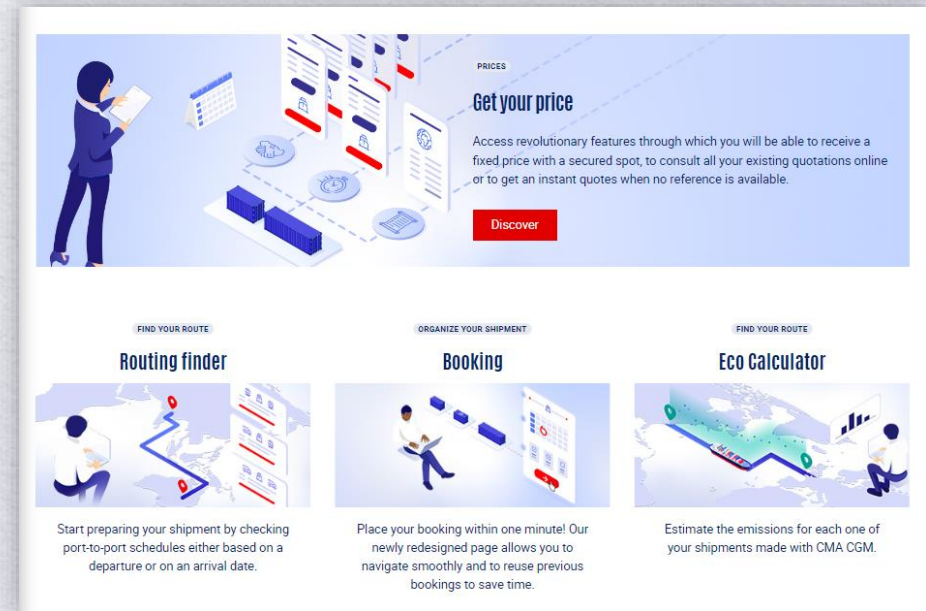 PRICES
Get your price
Access revolutionary features through which you will be able to receive a
fixed price with a secured spot, to consult all your existing quotations online
or to get an instant quotes when no reference is available.
Discover
FIND YOUR ROUTE
Routing finder
Start preparing your shipment by checking
port-to-port schedules either based on a
departure or on an arrival date.
ORGANIZE YOUR SHIPMENT
Booking
Place your booking within one minute! Our
newly redesigned page allows you to
navigate smoothly and to reuse previous
bookings to save time.
FIND YOUR ROUTE
Eco Calculator
Estimate the emissions for each one of
your shipments made with CMA CGM.